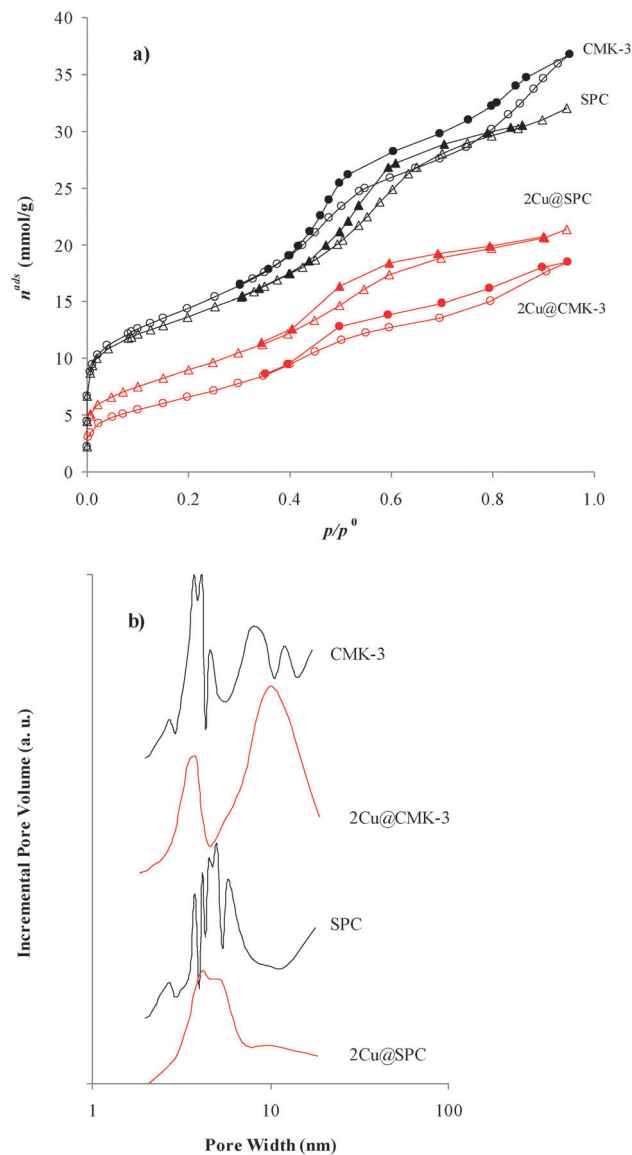 a)
CMK-3
SPC
2Cu@SPC
2Cu@CMK-3
n^ads (mmol/g)
40
35
30
25
20
15
10
5
0
0.0 0.2 0.4 0.6 0.8 1.0
p/p^0
b)
CMK-3
2Cu@CMK-3
SPC
2Cu@SPC
Incremental Pore Volume (a. u.)
1 10 100
Pore Width (nm)